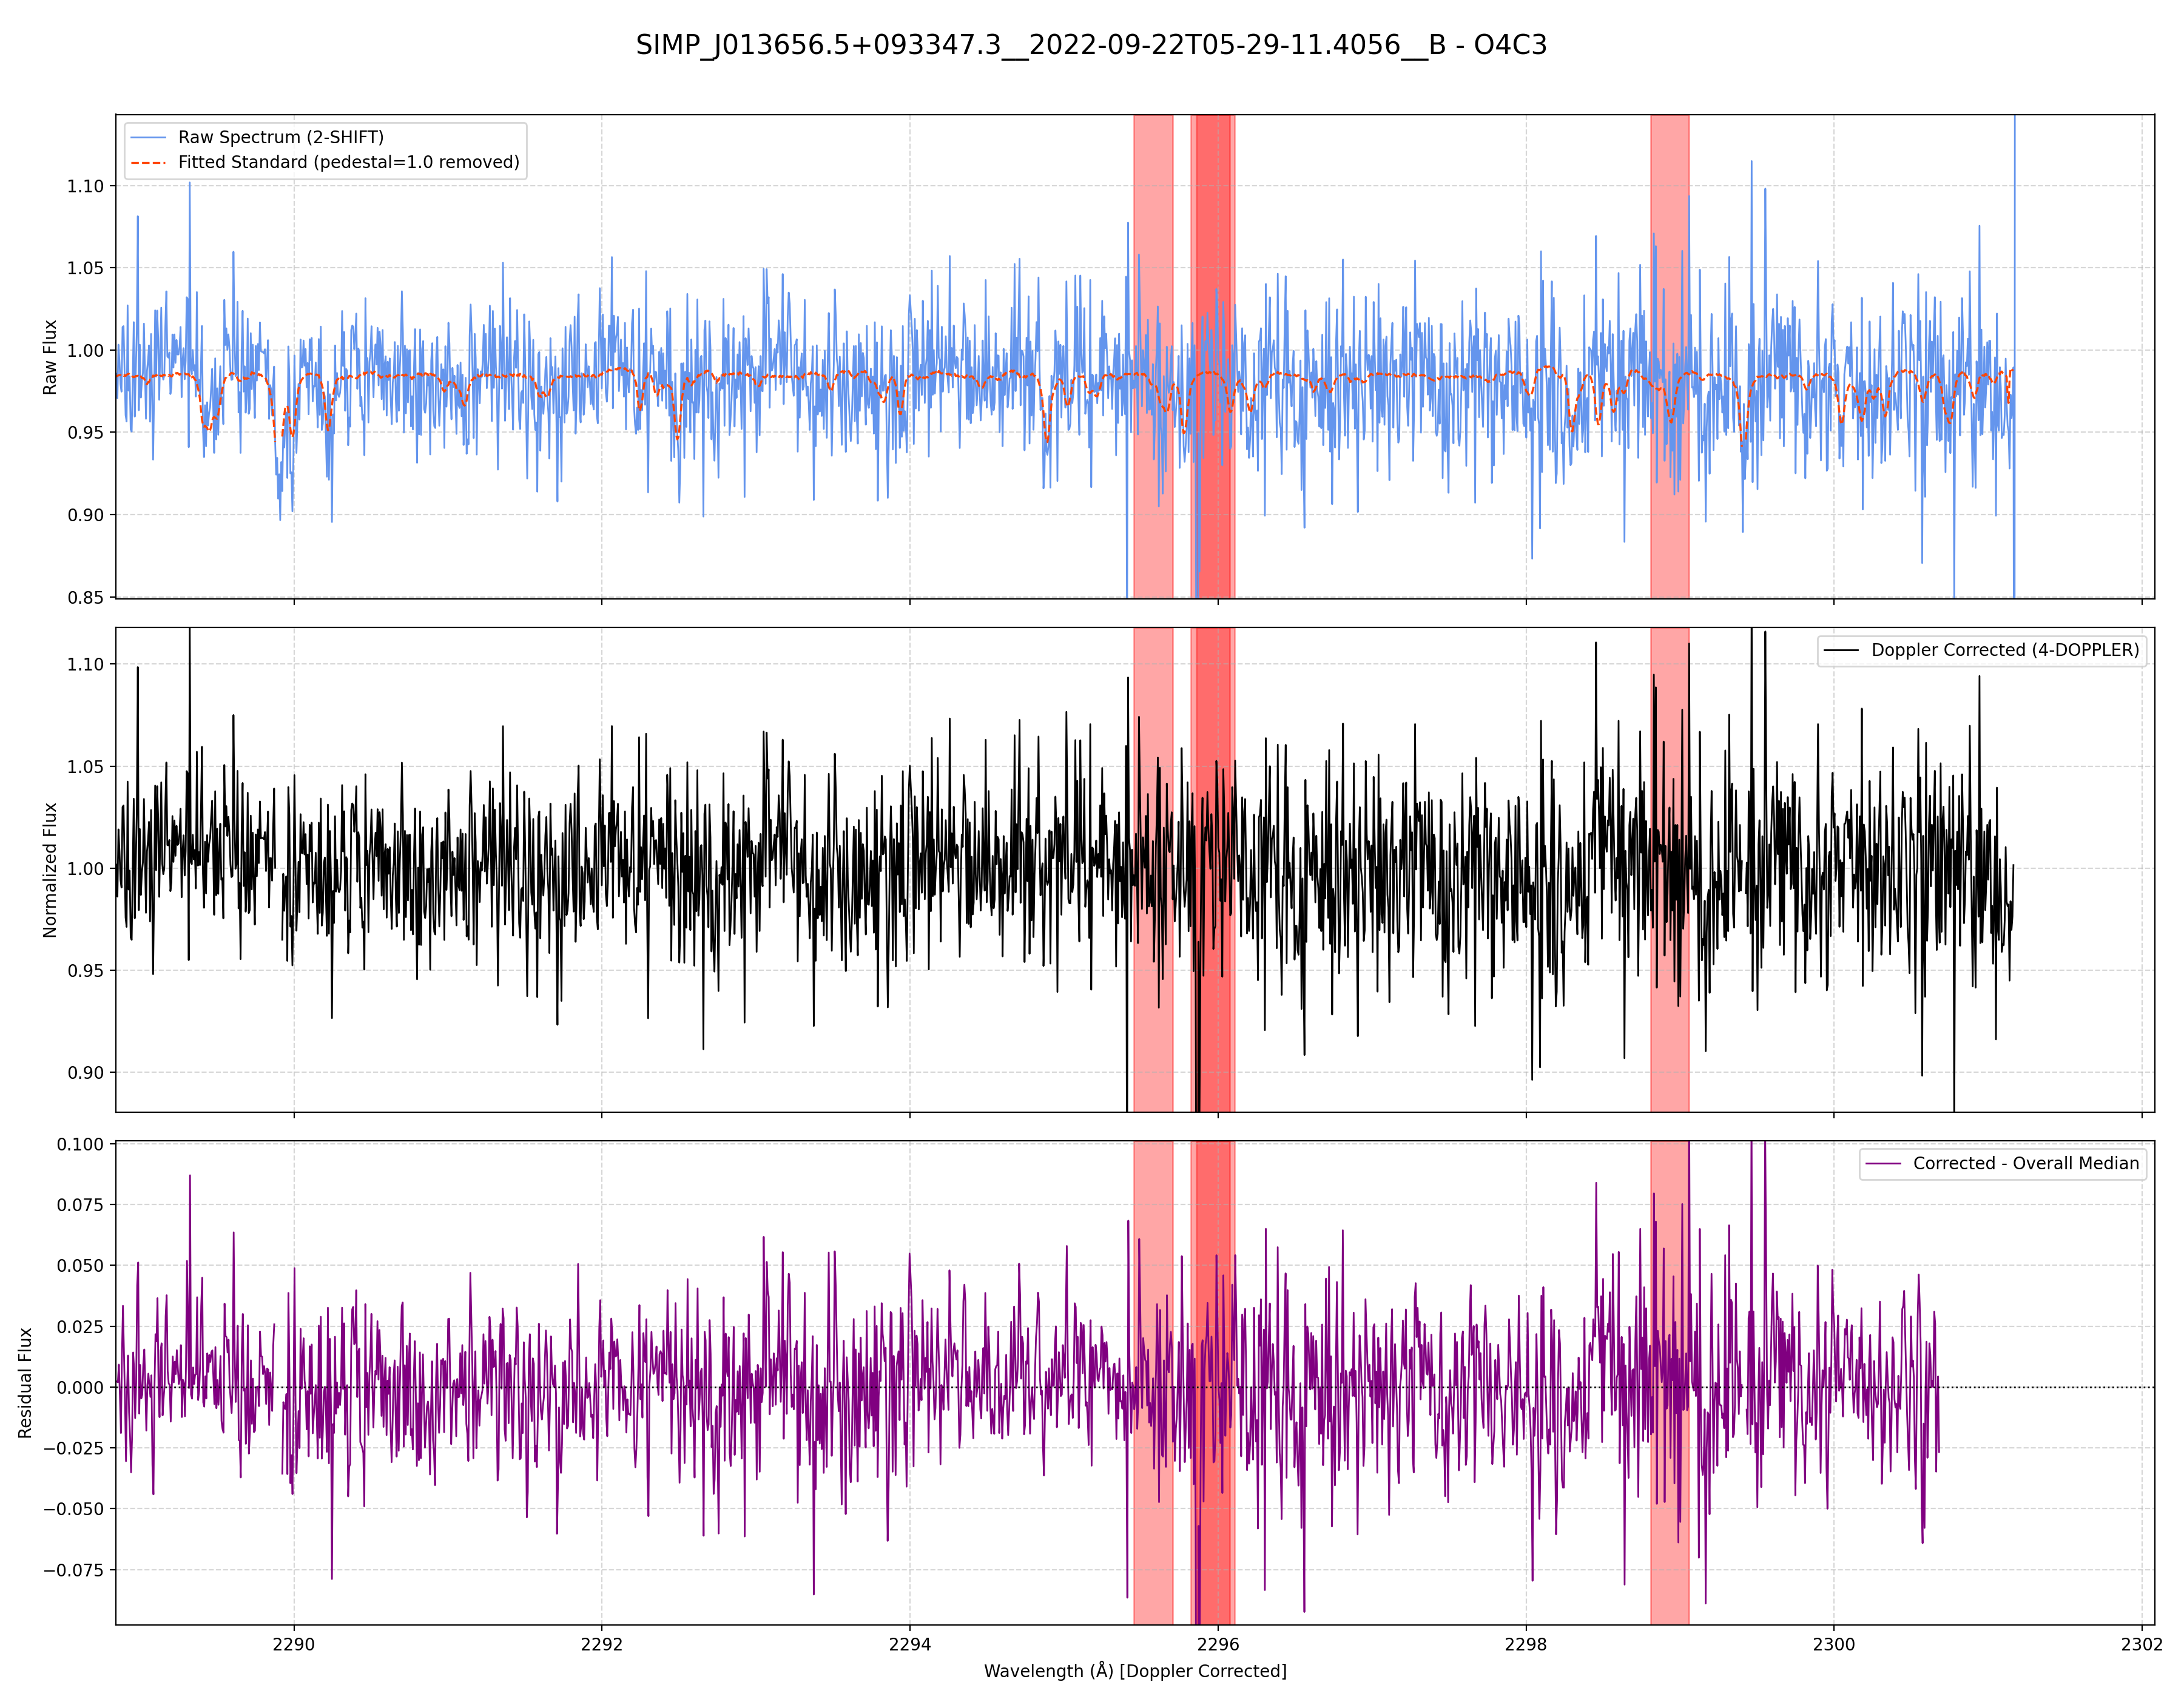 SIMP_J013656.5+093347.3__2022-09-22T05-29-11.4056__B - O4C3
Raw Spectrum (2-SHIFT)
Fitted Standard (pedestal=1.0 removed)
Raw Flux
1.10
1.05
1.00
0.95
0.90
0.85
Doppler Corrected (4-DOPPLER)
Normalized Flux
1.10
1.05
1.00
0.95
0.90
Corrected - Overall Median
Residual Flux
0.100
0.075
0.050
0.025
0.000
−0.025
−0.050
−0.075
2290 2292 2294 2296 2298 2300 2302
Wavelength (Å) [Doppler Corrected]